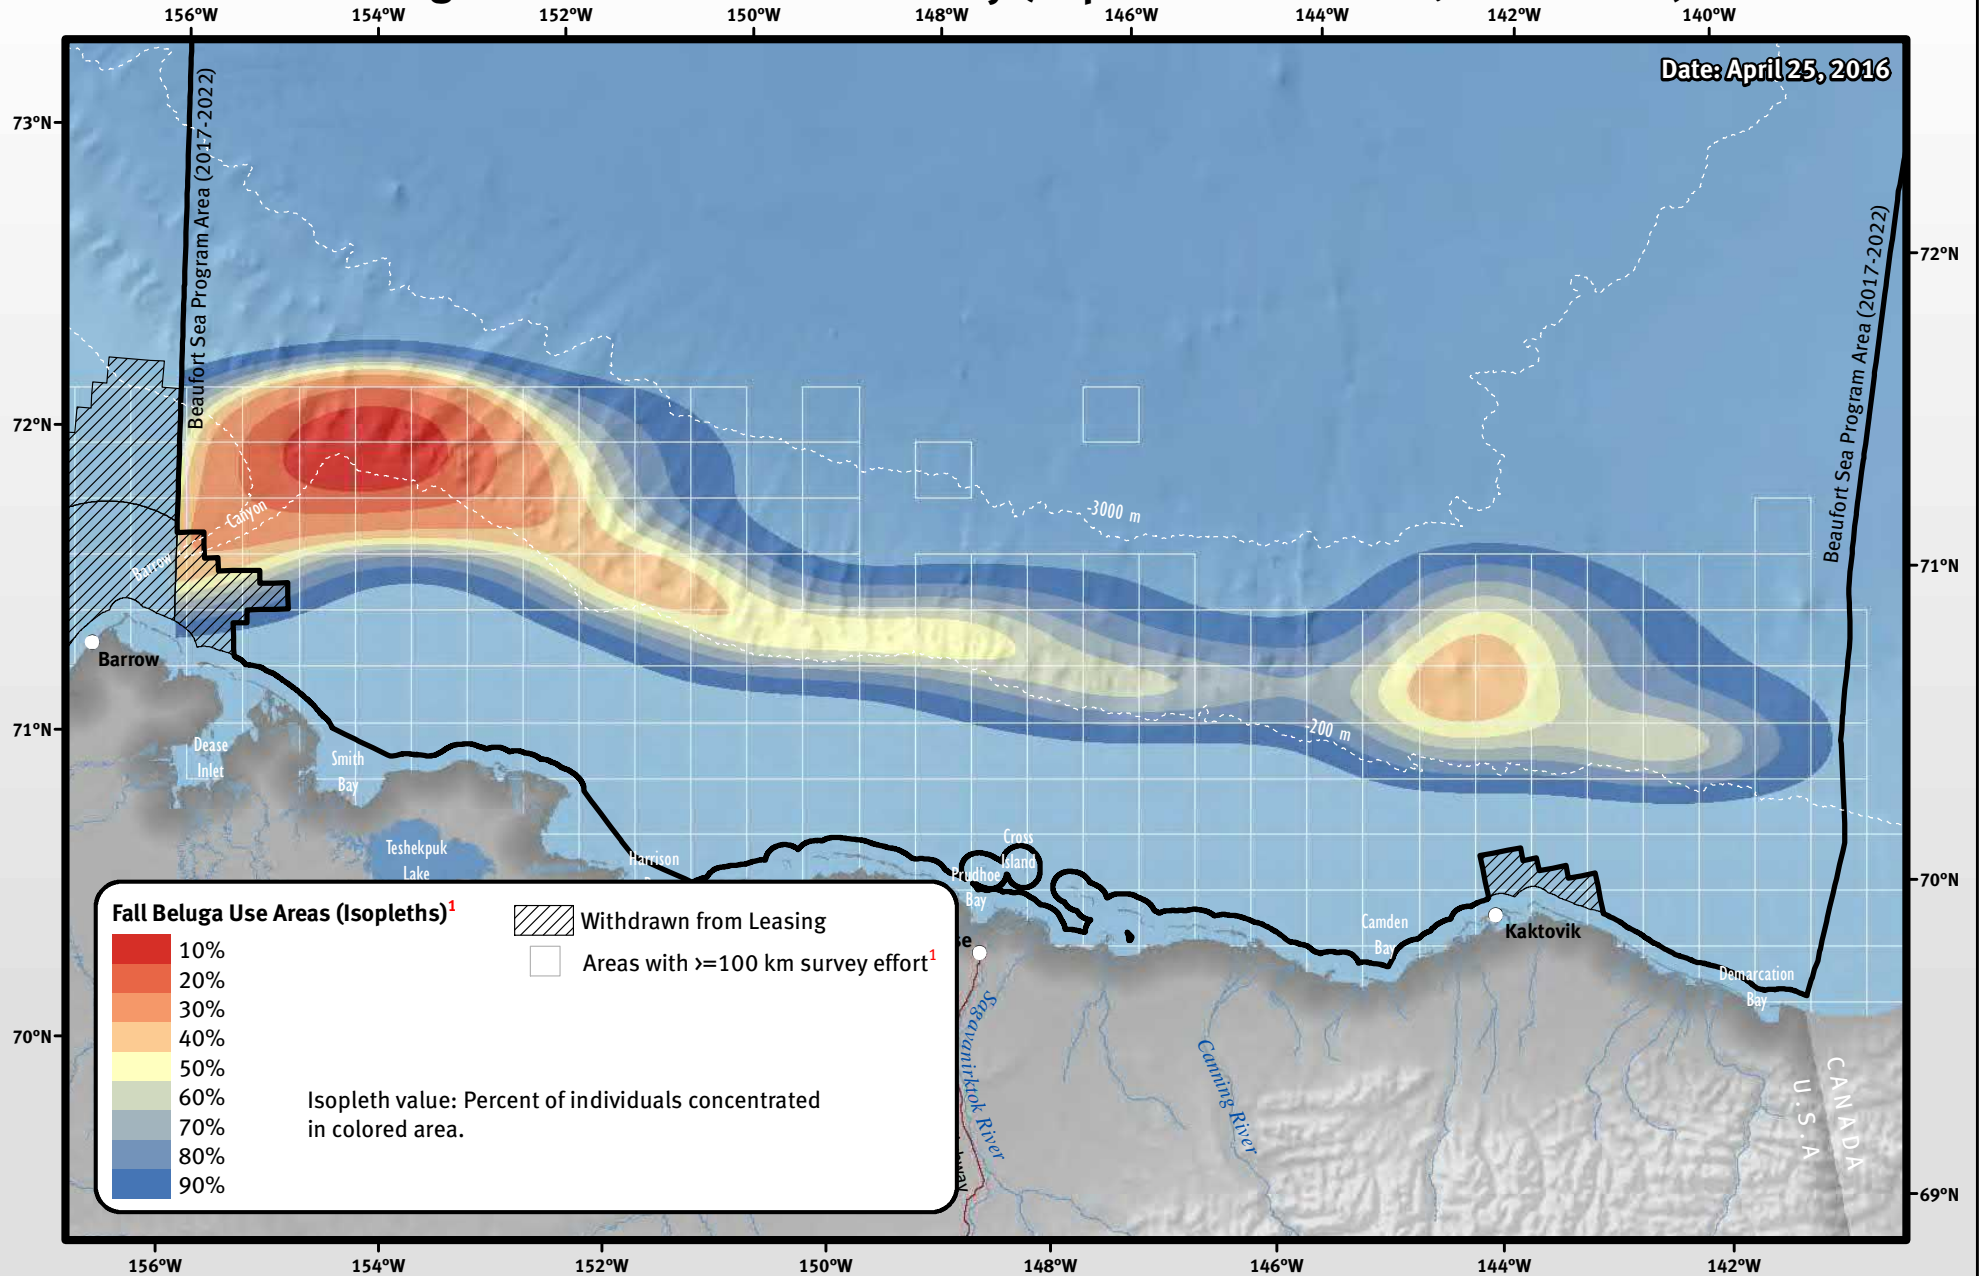 156°W 154°W 152°W 150°W 148°W 146°W 144°W 142°W 140°W
Date: April 25, 2016
73°N
72°N
71°N
70°N
72°N
71°N
70°N
69°N
Beaufort Sea Program Area (2017-2022)
Beaufort Sea Program Area (2017-2022)
Canyon
Barrow
-3000 m
-200 m
Barrow
Dease
Inlet
Smith
Bay
Teshekpuk
Lake
Harrison
Cross
Island
Prudhoe
Bay
Camden
Bay
Kaktovik
Demarcation
Bay
se
Sagavanirktok River
Canning River
CANADA
U.S.A
Fall Beluga Use Areas (Isopleths)1
10%
20%
30%
40%
50%
60%
70%
80%
90%
Withdrawn from Leasing
Areas with >=100 km survey effort1
Isopleth value: Percent of individuals concentrated
in colored area.
156°W 154°W 152°W 150°W 148°W 146°W 144°W 142°W